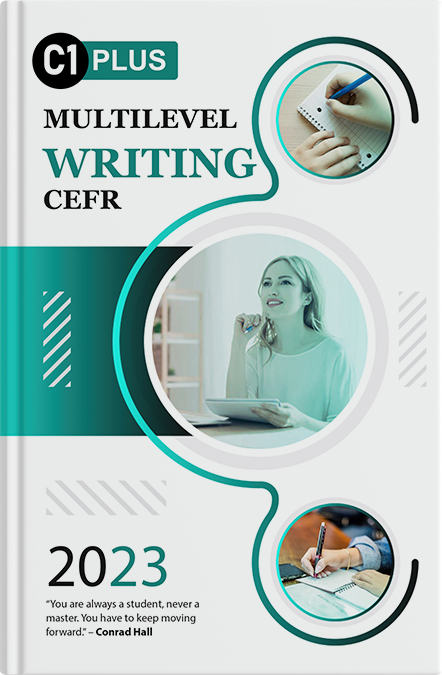 C1 PLUS
MULTILEVEL
WRITING
CEFR
2023
“You are always a student, never a
master. You have to keep moving
forward.” – Conrad Hall